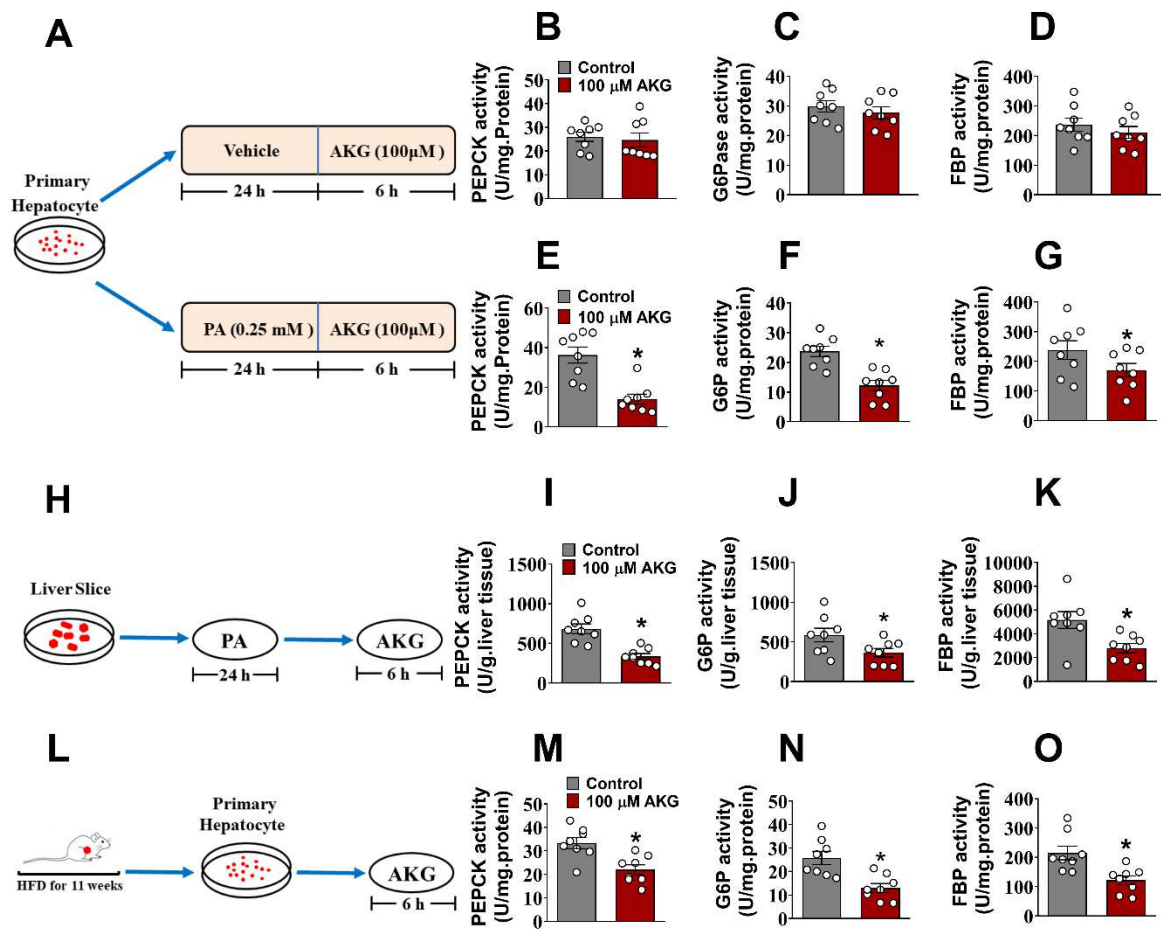 A
Primary
Hepatocyte
Vehicle
AKG (100μM)
24 h
6 h
PA (0.25 mM )
AKG (100μM)
24 h
6 h
B
PEPCK activity
(U/mg.Protein)
50
40
30
20
10
0
Control
100 μM AKG
C
G6Pase activity
(U/mg.protein)
40
30
20
10
0
D
FBP activity
(U/mg.protein)
400
300
200
100
0
E
PEPCK activity
(U/mg.Protein)
60
40
20
0
Control
100 μM AKG
*
F
G6P activity
(U/mg.protein)
40
30
20
10
0
*
G
FBP activity
(U/mg.protein)
400
300
200
100
0
*
H
Liver Slice
PA
24 h
AKG
6 h
I
PEPCK activity
(U/g.liver tissue)
1500
1000
500
0
Control
100 μM AKG
*
J
G6P activity
(U/g.liver tissue)
1500
1000
500
0
*
K
FBP activity
(U/g.liver tissue)
10000
8000
6000
4000
2000
0
*
L
HFD for 11 weeks
Primary
Hepatocyte
AKG
6 h
M
PEPCK activity
(U/mg.protein)
50
40
30
20
10
0
Control
100 μM AKG
*
N
G6P activity
(U/mg.protein)
50
40
30
20
10
0
*
O
FBP activity
(U/mg.protein)
400
300
200
100
0
*